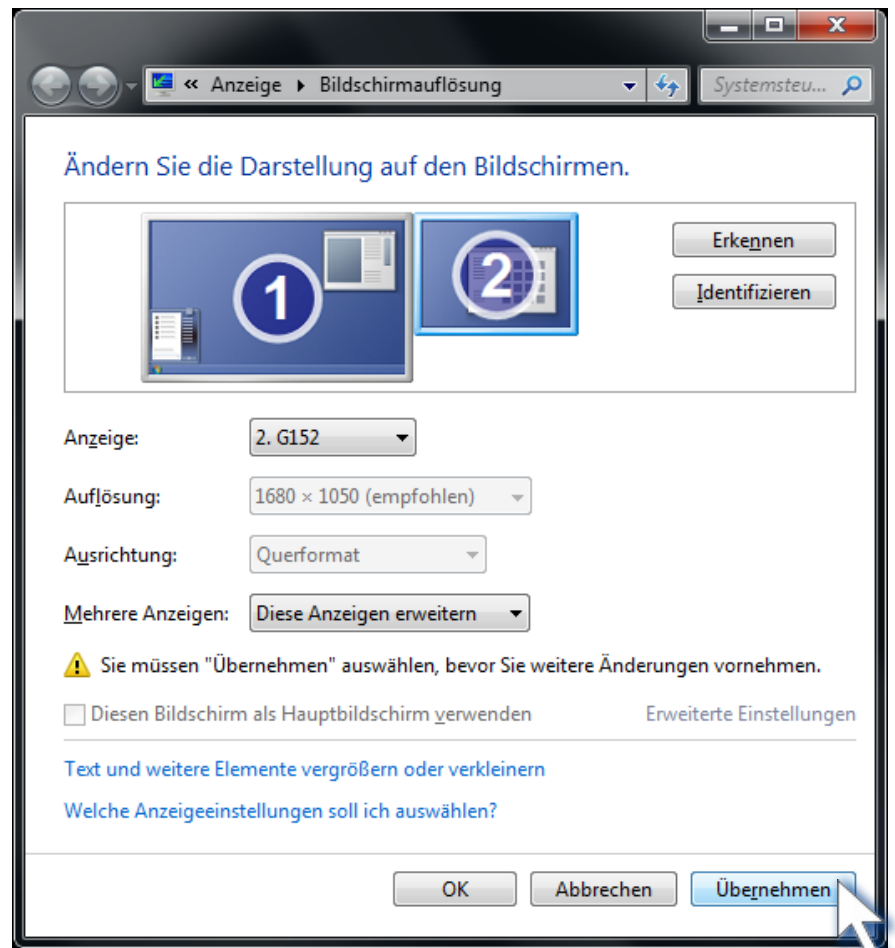 « Anzeige ▸ Bildschirmauflösung
Systemsteu...
Ändern Sie die Darstellung auf den Bildschirmen.
1
2
Erkennen
Identifizieren
Anzeige: 2. G152
Auflösung: 1680 × 1050 (empfohlen)
Ausrichtung: Querformat
Mehrere Anzeigen: Diese Anzeigen erweitern
Sie müssen "Übernehmen" auswählen, bevor Sie weitere Änderungen vornehmen.
Diesen Bildschirm als Hauptbildschirm verwenden Erweiterte Einstellungen
Text und weitere Elemente vergrößern oder verkleinern
Welche Anzeigeeinstellungen soll ich auswählen?
OK Abbrechen Übernehmen